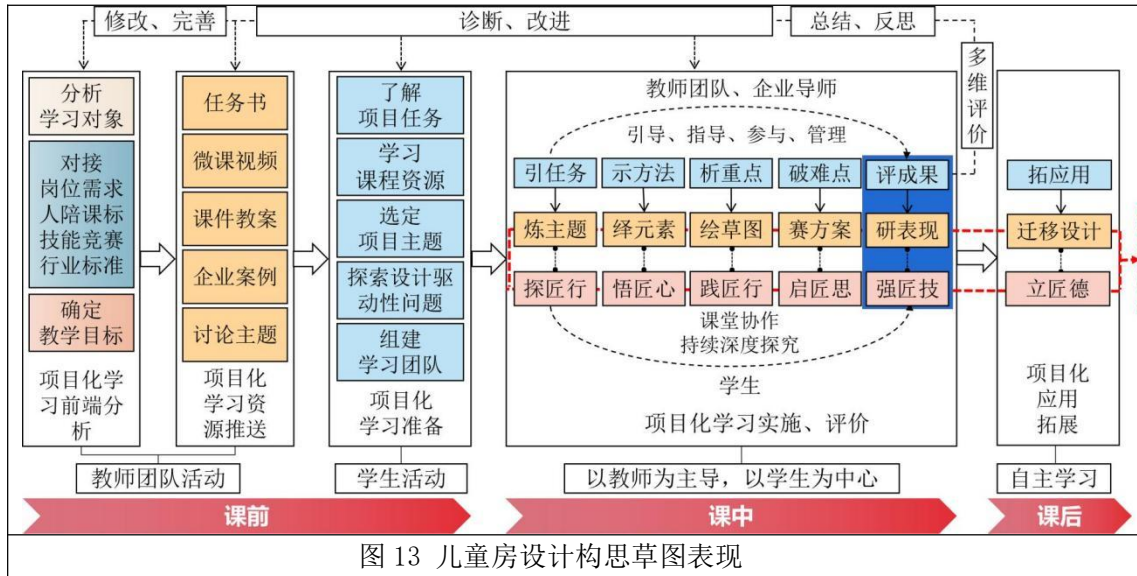 修改、完善
诊断、改进
总结、反思
多维评价
分析
学习对象
对接
岗位需求
人陪课标
技能竞赛
行业标准
确定
教学目标
项目化学
习前端分
析
任务书
微课视频
课件教案
企业案例
讨论主题
项目化
学习资
源推送
了解
项目任务
学习
课程资源
选定
项目主题
探索设计驱
动性问题
组建
学习团队
项目化
学习准备
教师团队、企业导师
引导、指导、参与、管理
引任务 示方法 析重点 破难点 评成果
炼主题 绎元素 绘草图 赛方案 研表现
探匠行 悟匠心 践匠行 启匠思 强匠技
课堂协作
持续深度探究
学生
项目化学习实施、评价
拓应用
迁移设计
立匠德
项目化
应用
拓展
教师团队活动
学生活动
以教师为主导，以学生为中心
自主学习
课前
课中
课后
图 13 儿童房设计构思草图表现